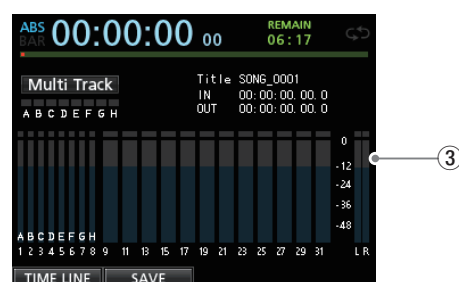 ABS 00:00:00 00 REMAIN
BAR 06:17
Multi Track Title SONG_0001
IN 00:00:00.00.0
A B C D E F G H OUT 00:00:00.00.0
0
-12
③
-24
-36
-48
A B C D E F G H
1 2 3 4 5 6 7 8 9 11 13 15 17 19 21 23 25 27 29 31 L R
TIME LINE SAVE